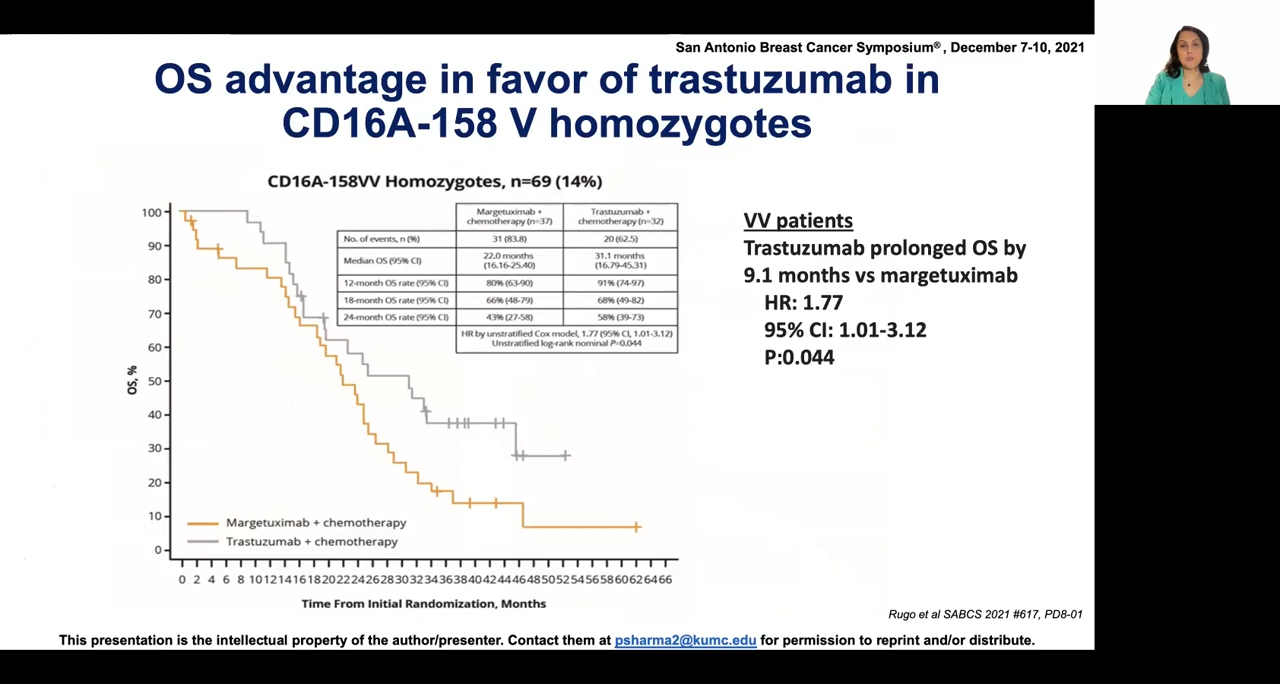 San Antonio Breast Cancer Symposium®, December 7-10, 2021
OS advantage in favor of trastuzumab in
CD16A-158 V homozygotes
CD16A-158VV Homozygotes, n=69 (14%)
Margetuximab +
chemotherapy (n=37)
Trastuzumab +
chemotherapy (n=32)
No. of events, n (%) 31 (83.8) 20 (62.5)
Median OS (95% CI)
22.0 months
(16.16-25.40)
31.1 months
(16.79-45.31)
12-month OS rate (95% CI) 80% (63-90) 91% (74-97)
18-month OS rate (95% CI) 66% (48-79) 68% (49-82)
24-month OS rate (95% CI) 43% (27-58) 58% (39-73)
HR by unstratified Cox model, 1.77 (95% CI, 1.01-3.12)
Unstratified log-rank nominal P=0.044
OS, %
100
90
80
70
60
50
40
30
20
10
0
Margetuximab + chemotherapy
Trastuzumab + chemotherapy
0 2 4 6 8 10 12 14 16 18 20 22 24 26 28 30 32 34 36 38 40 42 44 46 48 50 52 54 56 58 60 62 64 66
Time From Initial Randomization, Months
VV patients
Trastuzumab prolonged OS by
9.1 months vs margetuximab
HR: 1.77
95% CI: 1.01-3.12
P:0.044
Rugo et al SABCS 2021 #617, PD8-01
This presentation is the intellectual property of the author/presenter. Contact them at psharma2@kumc.edu for permission to reprint and/or distribute.